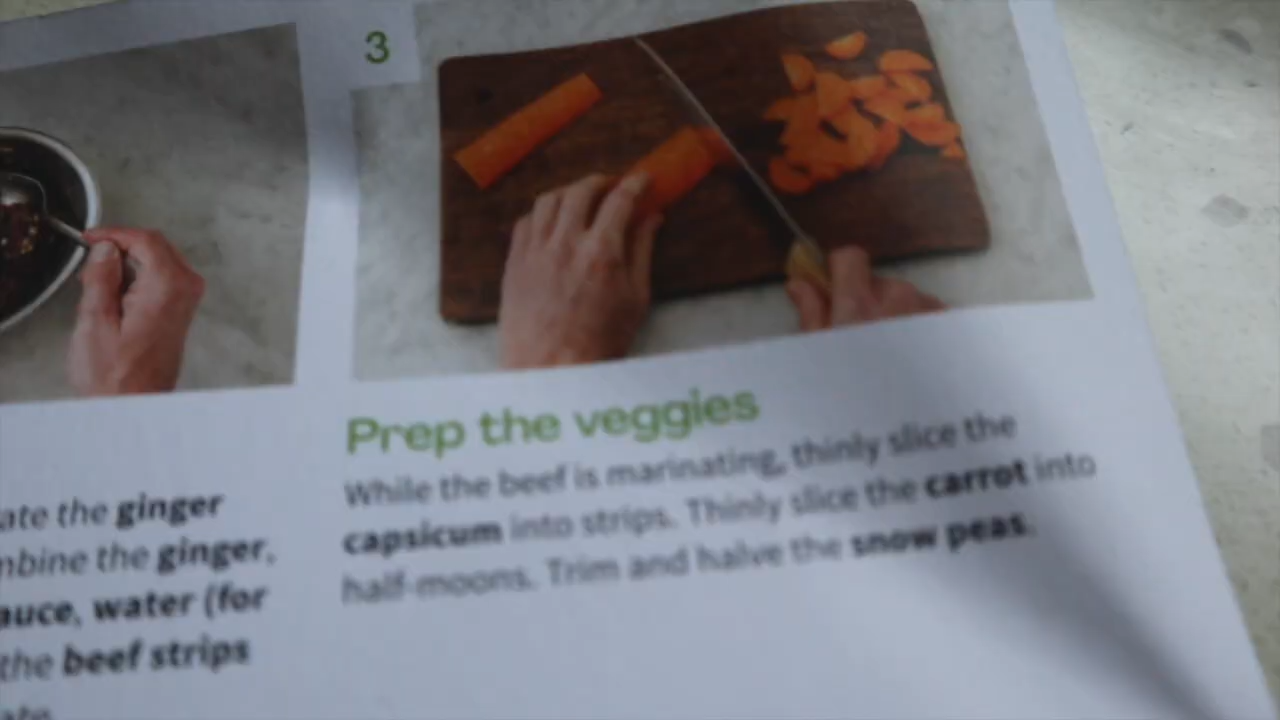 ate the ginger
mbine the ginger,
auce, water (for
the beef strips
ate.
3
Prep the veggies
While the beef is marinating, thinly slice the
capsicum into strips. Thinly slice the carrot into
half-moons. Trim and halve the snow peas.